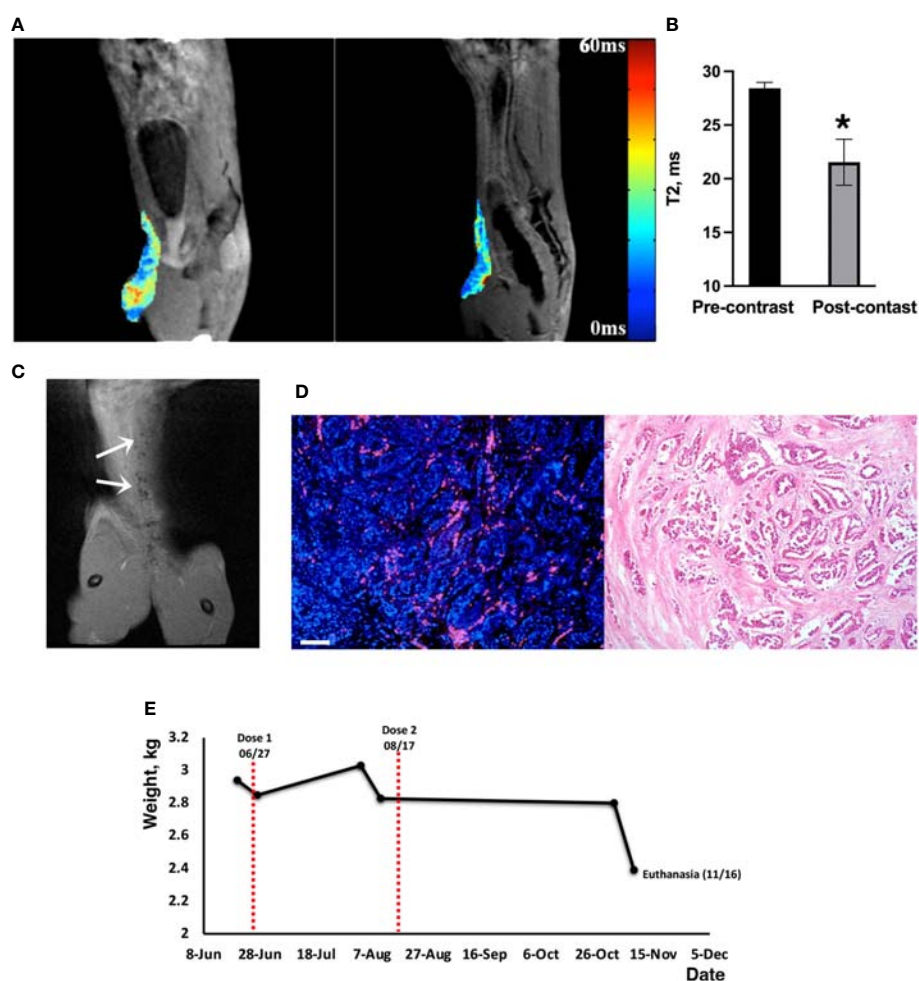 A
60ms
0ms
B
30
25
20
15
10
T2, ms
*
Pre-contrast Post-contast
C
D
E
3.2
3
2.8
2.6
2.4
2.2
2
Weight, kg
Dose 1
06/27
Dose 2
08/17
Euthanasia (11/16)
8-Jun 28-Jun 18-Jul 7-Aug 27-Aug 16-Sep 6-Oct 26-Oct 15-Nov 5-Dec
Date